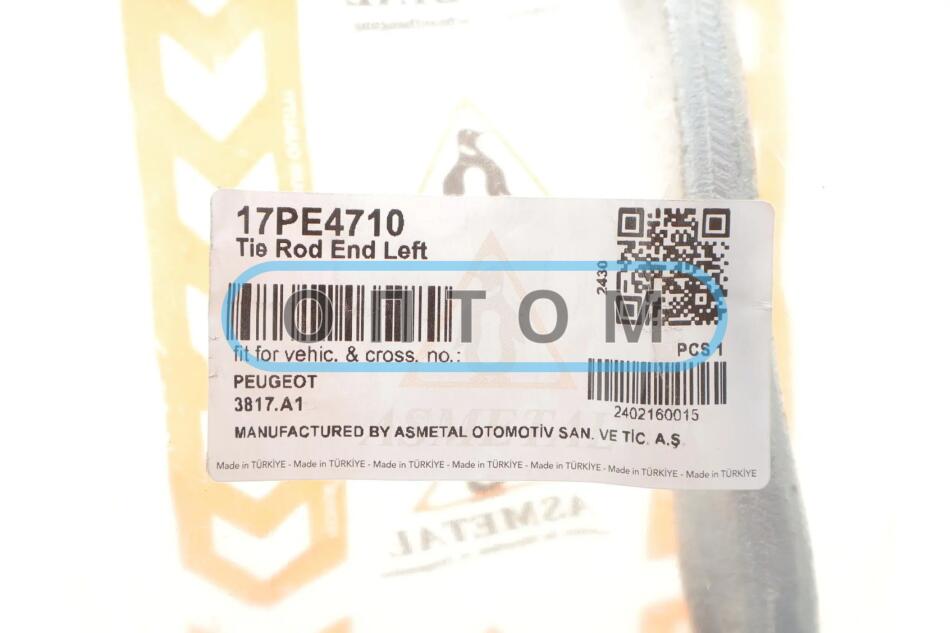 17PE4710
Tie Rod End Left
2430
ОПТОМ
fit for vehic. & cross. no.:
PCS 1
PEUGEOT
3817.A1
2402160015
MANUFACTURED BY ASMETAL OTOMOTİV SAN. VE TİC. A.Ş.
Made in TÜRKİYE - Made in TÜRKİYE - Made in TÜRKİYE - Made in TÜRKİYE - Made in TÜRKİYE - Made in TÜRKİYE - Made in TÜRKİYE
ASMETAL